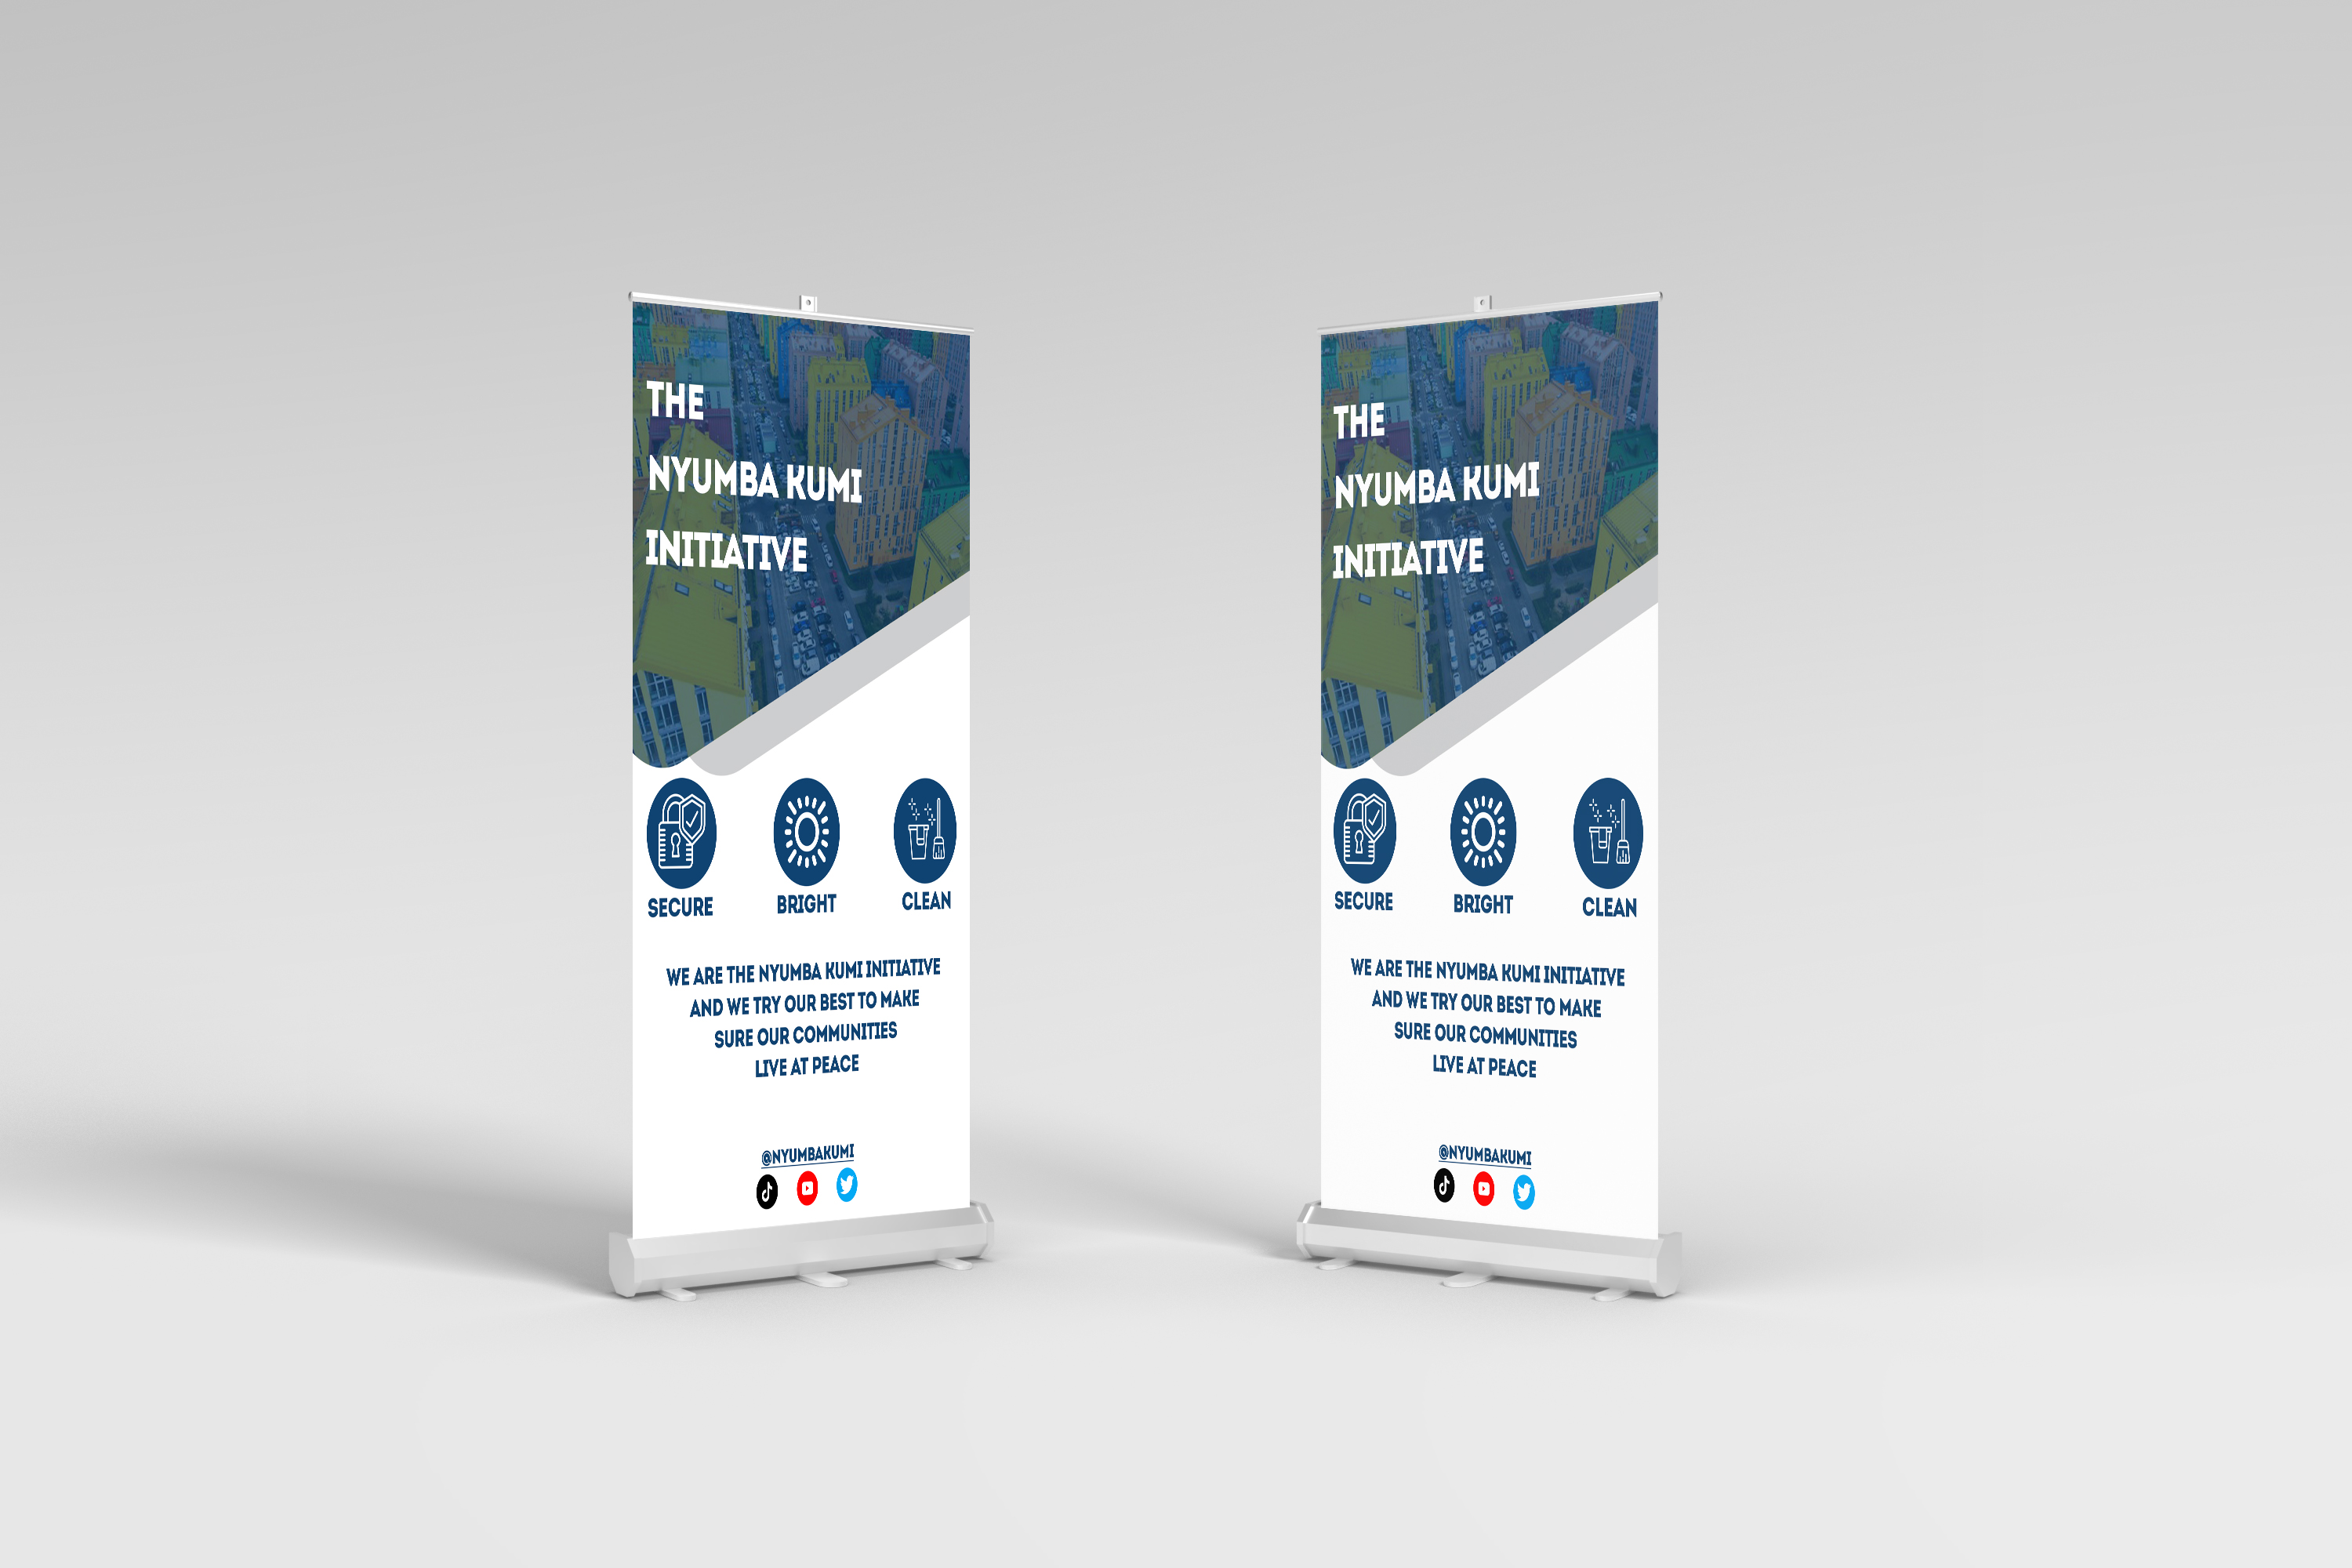 THE
NYUMBA KUMI
INITIATIVE
SECURE
BRIGHT
CLEAN
WE ARE THE NYUMBA KUMI INITIATIVE
AND WE TRY OUR BEST TO MAKE
SURE OUR COMMUNITIES
LIVE AT PEACE
@NYUMBAKUMI
THE
NYUMBA KUMI
INITIATIVE
SECURE
BRIGHT
CLEAN
WE ARE THE NYUMBA KUMI INITIATIVE
AND WE TRY OUR BEST TO MAKE
SURE OUR COMMUNITIES
LIVE AT PEACE
@NYUMBAKUMI